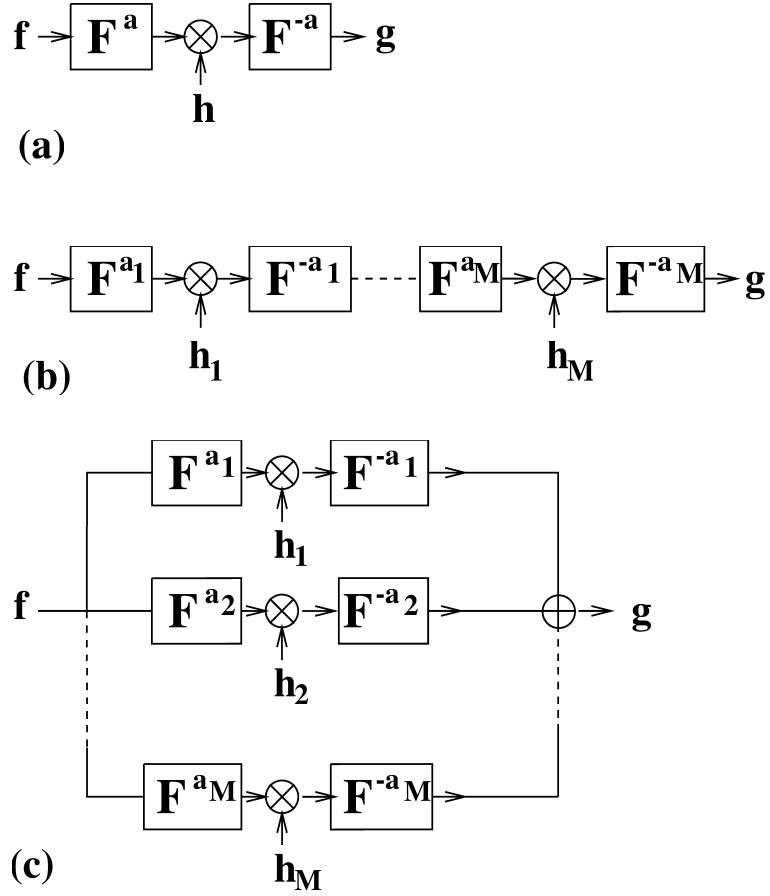 f F^a F^-a g
h
(a)
f F^a1 F^-a1 F^aM F^-aM g
h1 hM
(b)
F^a1 F^-a1
h1
f F^a2 F^-a2 g
h2
F^aM F^-aM
hM
(c)